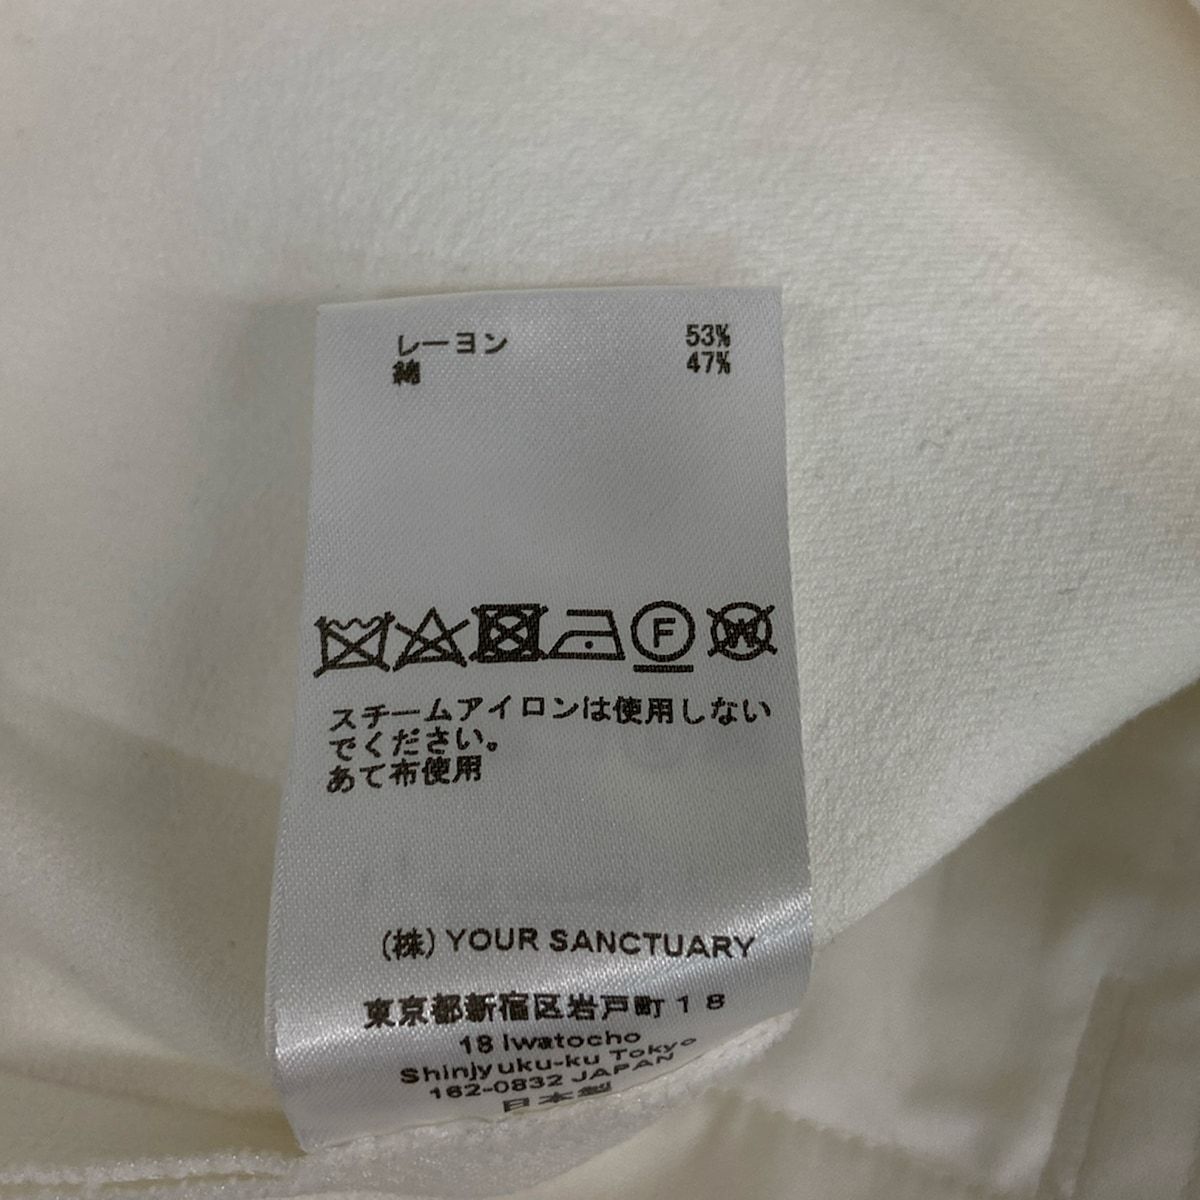 レーヨン 53%
綿 47%
F W
スチームアイロンは使用しない
でください。
あて布使用
(株) YOUR SANCTUARY
東京都新宿区岩戸町18
18 Iwatocho
Shinjyuku-ku Tokyo
162-0832 JAPAN
日本製